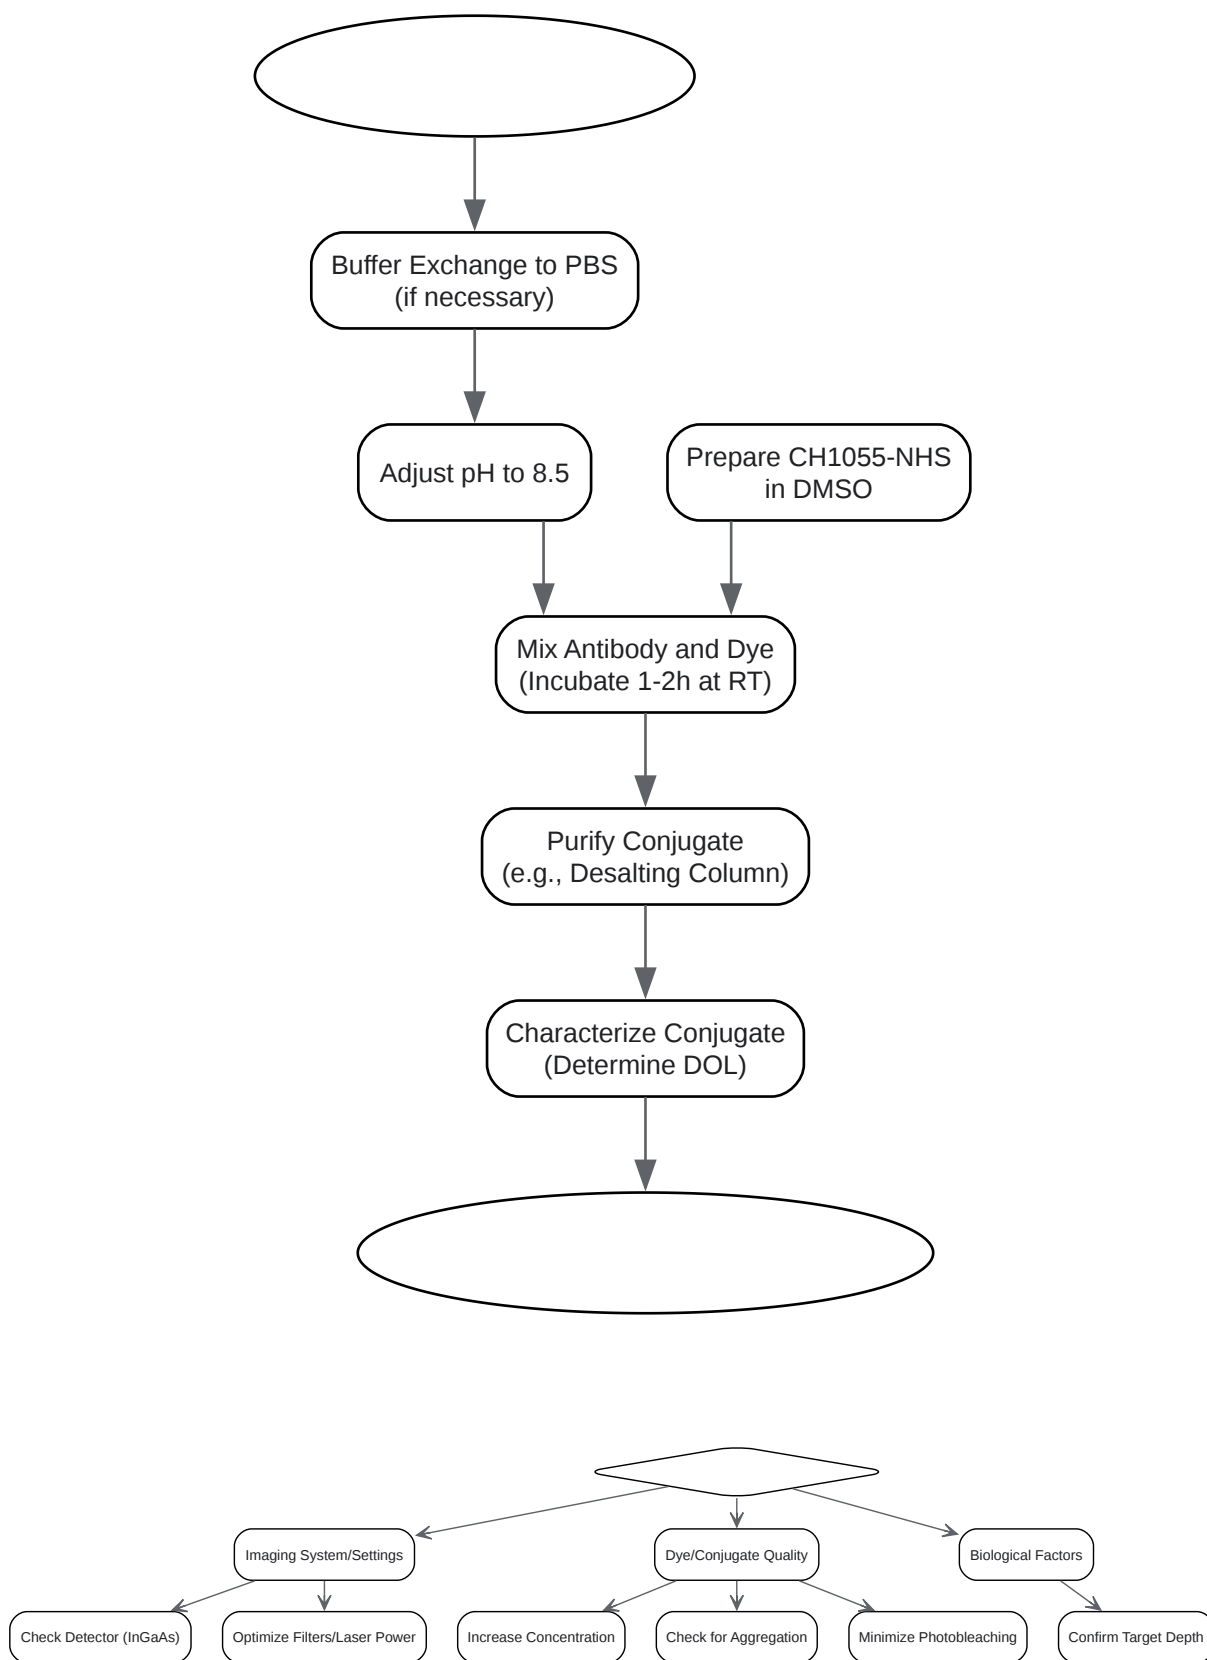 Buffer Exchange to PBS
(if necessary)
Adjust pH to 8.5
Prepare CH1055-NHS
in DMSO
Mix Antibody and Dye
(Incubate 1-2h at RT)
Purify Conjugate
(e.g., Desalting Column)
Characterize Conjugate
(Determine DOL)
Imaging System/Settings
Dye/Conjugate Quality
Biological Factors
Check Detector (InGaAs)
Optimize Filters/Laser Power
Increase Concentration
Check for Aggregation
Minimize Photobleaching
Confirm Target Depth